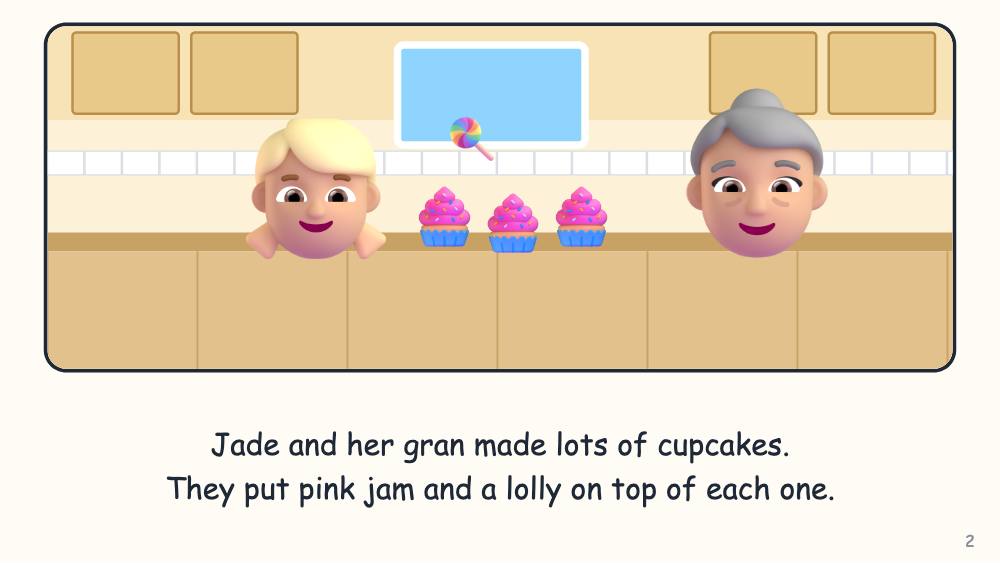 Jade and her gran made lots of cupcakes.
They put pink jam and a lolly on top of each one.
2